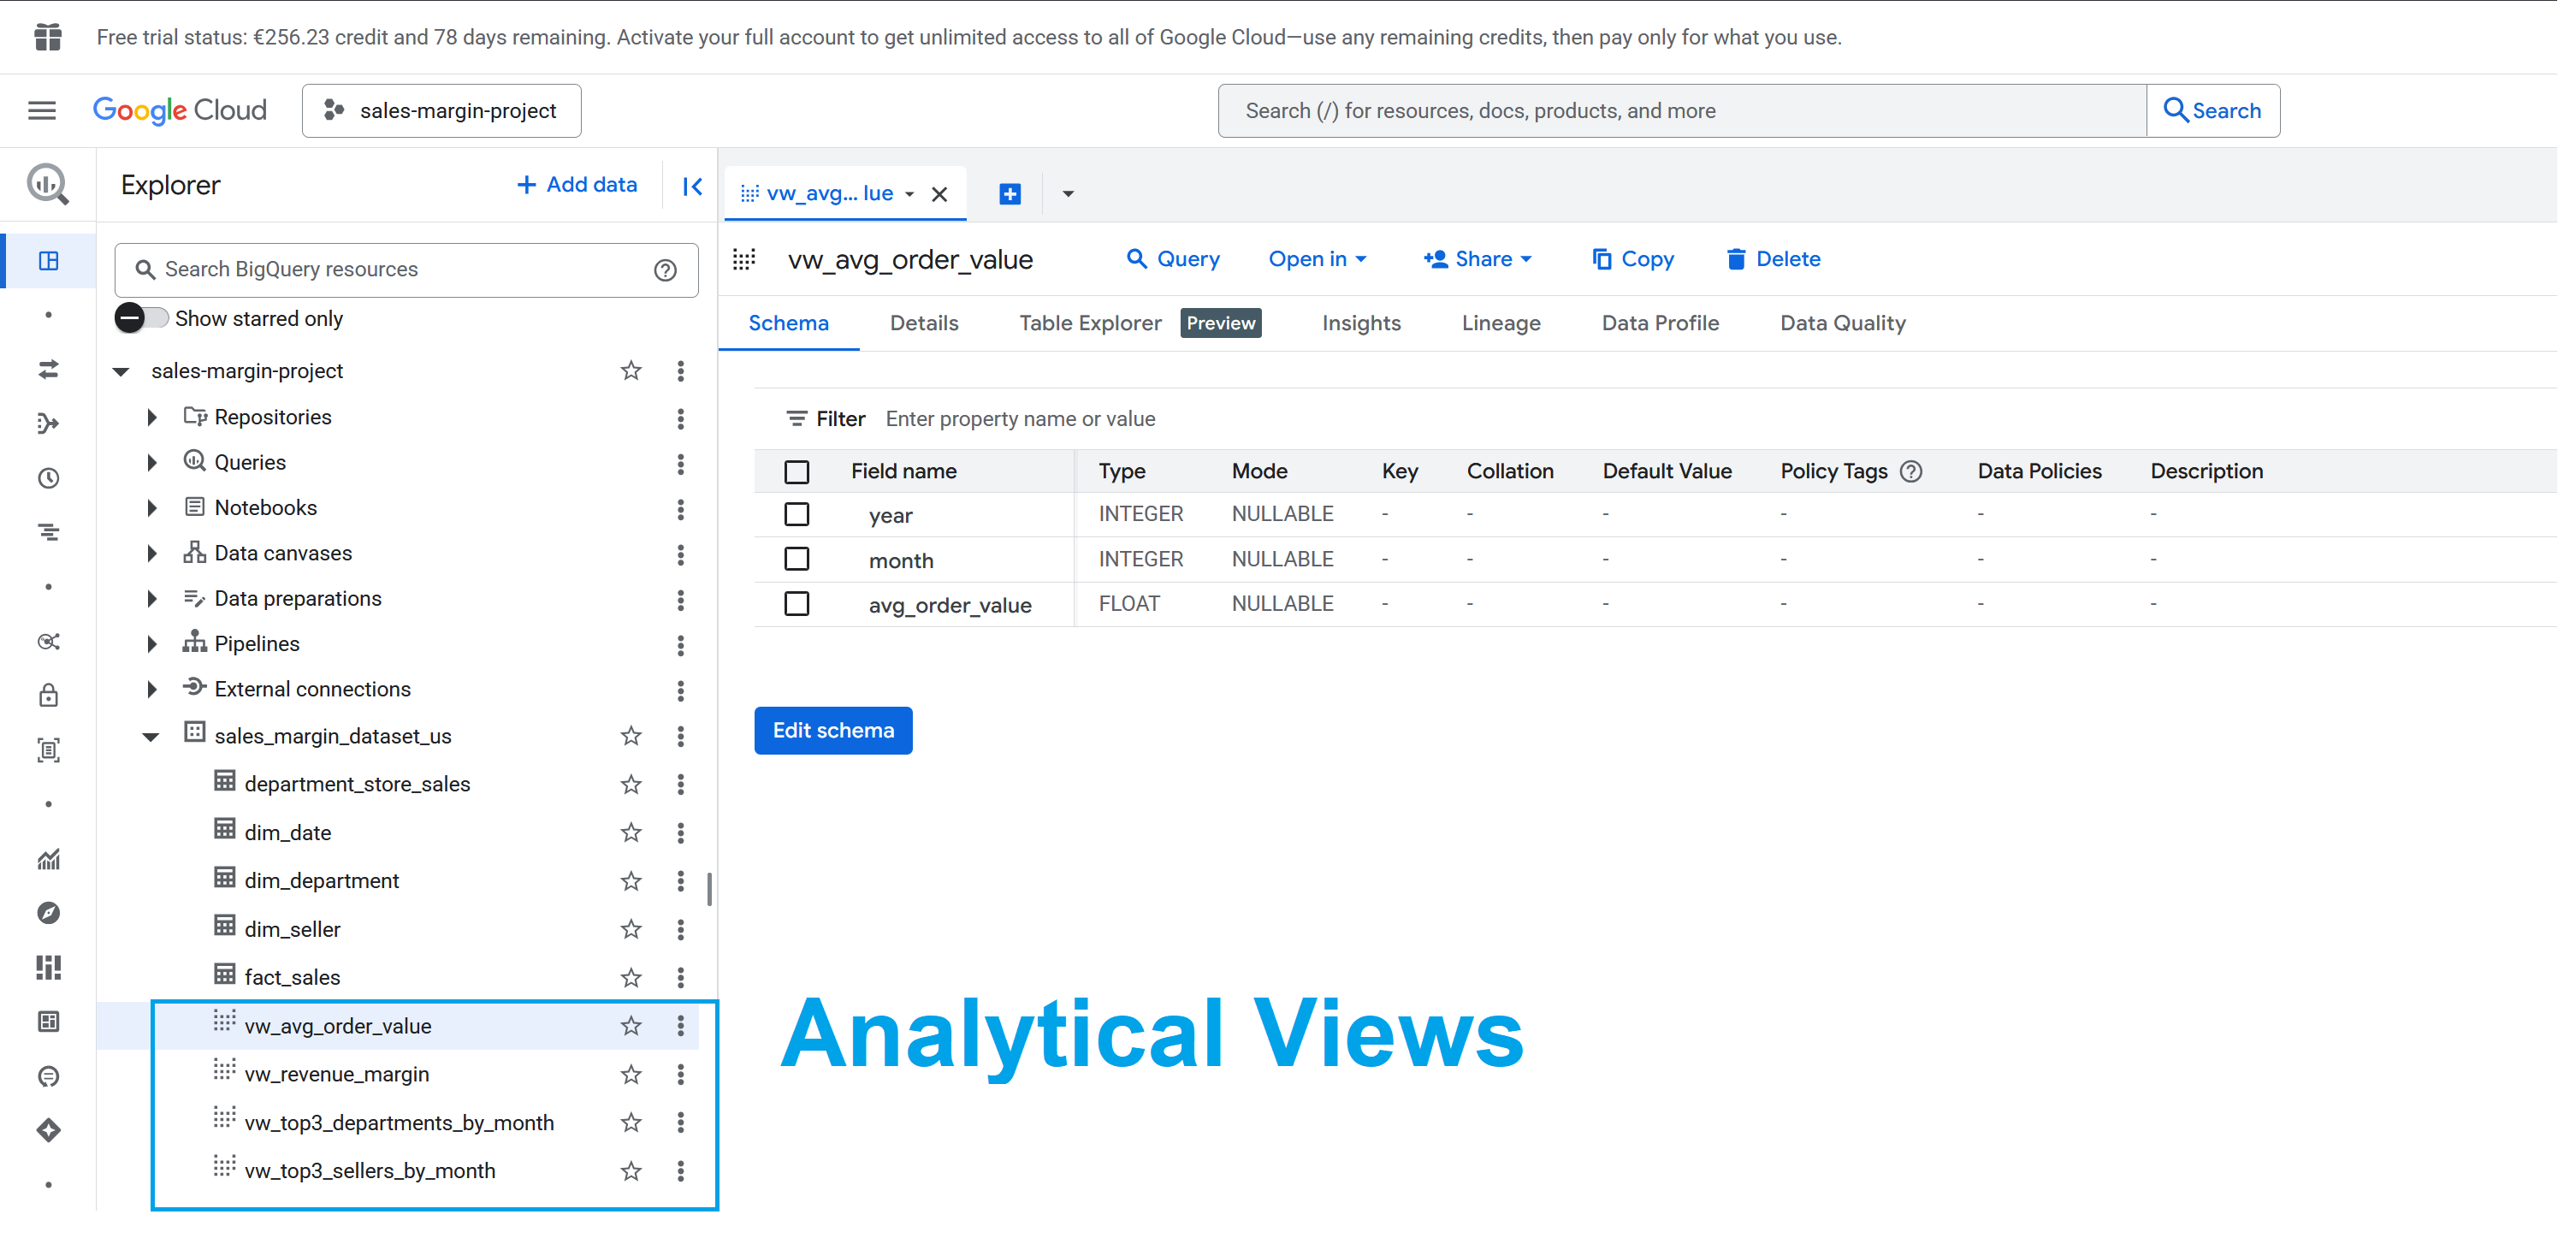 Free trial status: €256.23 credit and 78 days remaining. Activate your full account to get unlimited access to all of Google Cloud—use any remaining credits, then pay only for what you use.
Google Cloud
sales-margin-project
Search (/) for resources, docs, products, and more
Search
Explorer
+ Add data
Search BigQuery resources
Show starred only
sales-margin-project
Repositories
Queries
Notebooks
Data canvases
Data preparations
Pipelines
External connections
sales_margin_dataset_us
department_store_sales
dim_date
dim_department
dim_seller
fact_sales
vw_avg_order_value
vw_revenue_margin
vw_top3_departments_by_month
vw_top3_sellers_by_month
vw_avg... lue
vw_avg_order_value
Query
Open in
Share
Copy
Delete
Schema Details Table Explorer Preview Insights Lineage Data Profile Data Quality
Filter Enter property name or value
Field name Type Mode Key Collation Default Value Policy Tags Data Policies Description
year INTEGER NULLABLE - - - - - -
month INTEGER NULLABLE - - - - - -
avg_order_value FLOAT NULLABLE - - - - - -
Edit schema
Analytical Views